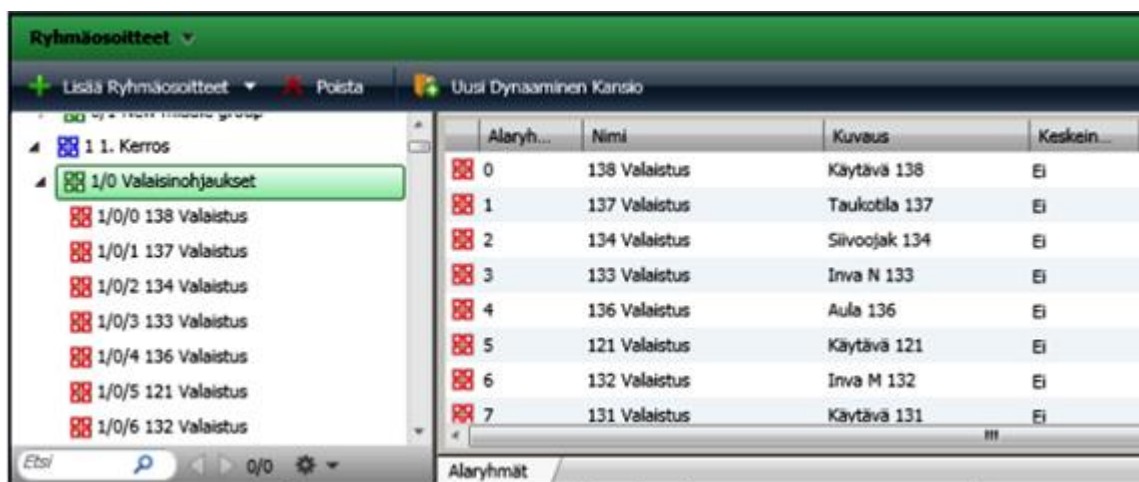 Ryhmäosoitteet
Lisää Ryhmäosoitteet Poista Uusi Dynaaminen Kansio
0/1 New middle group
1 1. Kerros
1/0 Valaisinohjaukset
1/0/0 138 Valaistus
1/0/1 137 Valaistus
1/0/2 134 Valaistus
1/0/3 133 Valaistus
1/0/4 136 Valaistus
1/0/5 121 Valaistus
1/0/6 132 Valaistus
Etsi 0/0
Alaryh... Nimi Kuvaus Keskein...
0 138 Valaistus Käytävä 138 Ei
1 137 Valaistus Taukotila 137 Ei
2 134 Valaistus Siivoojak 134 Ei
3 133 Valaistus Inva N 133 Ei
4 136 Valaistus Aula 136 Ei
5 121 Valaistus Käytävä 121 Ei
6 132 Valaistus Inva M 132 Ei
7 131 Valaistus Käytävä 131 Ei
Alaryhmät